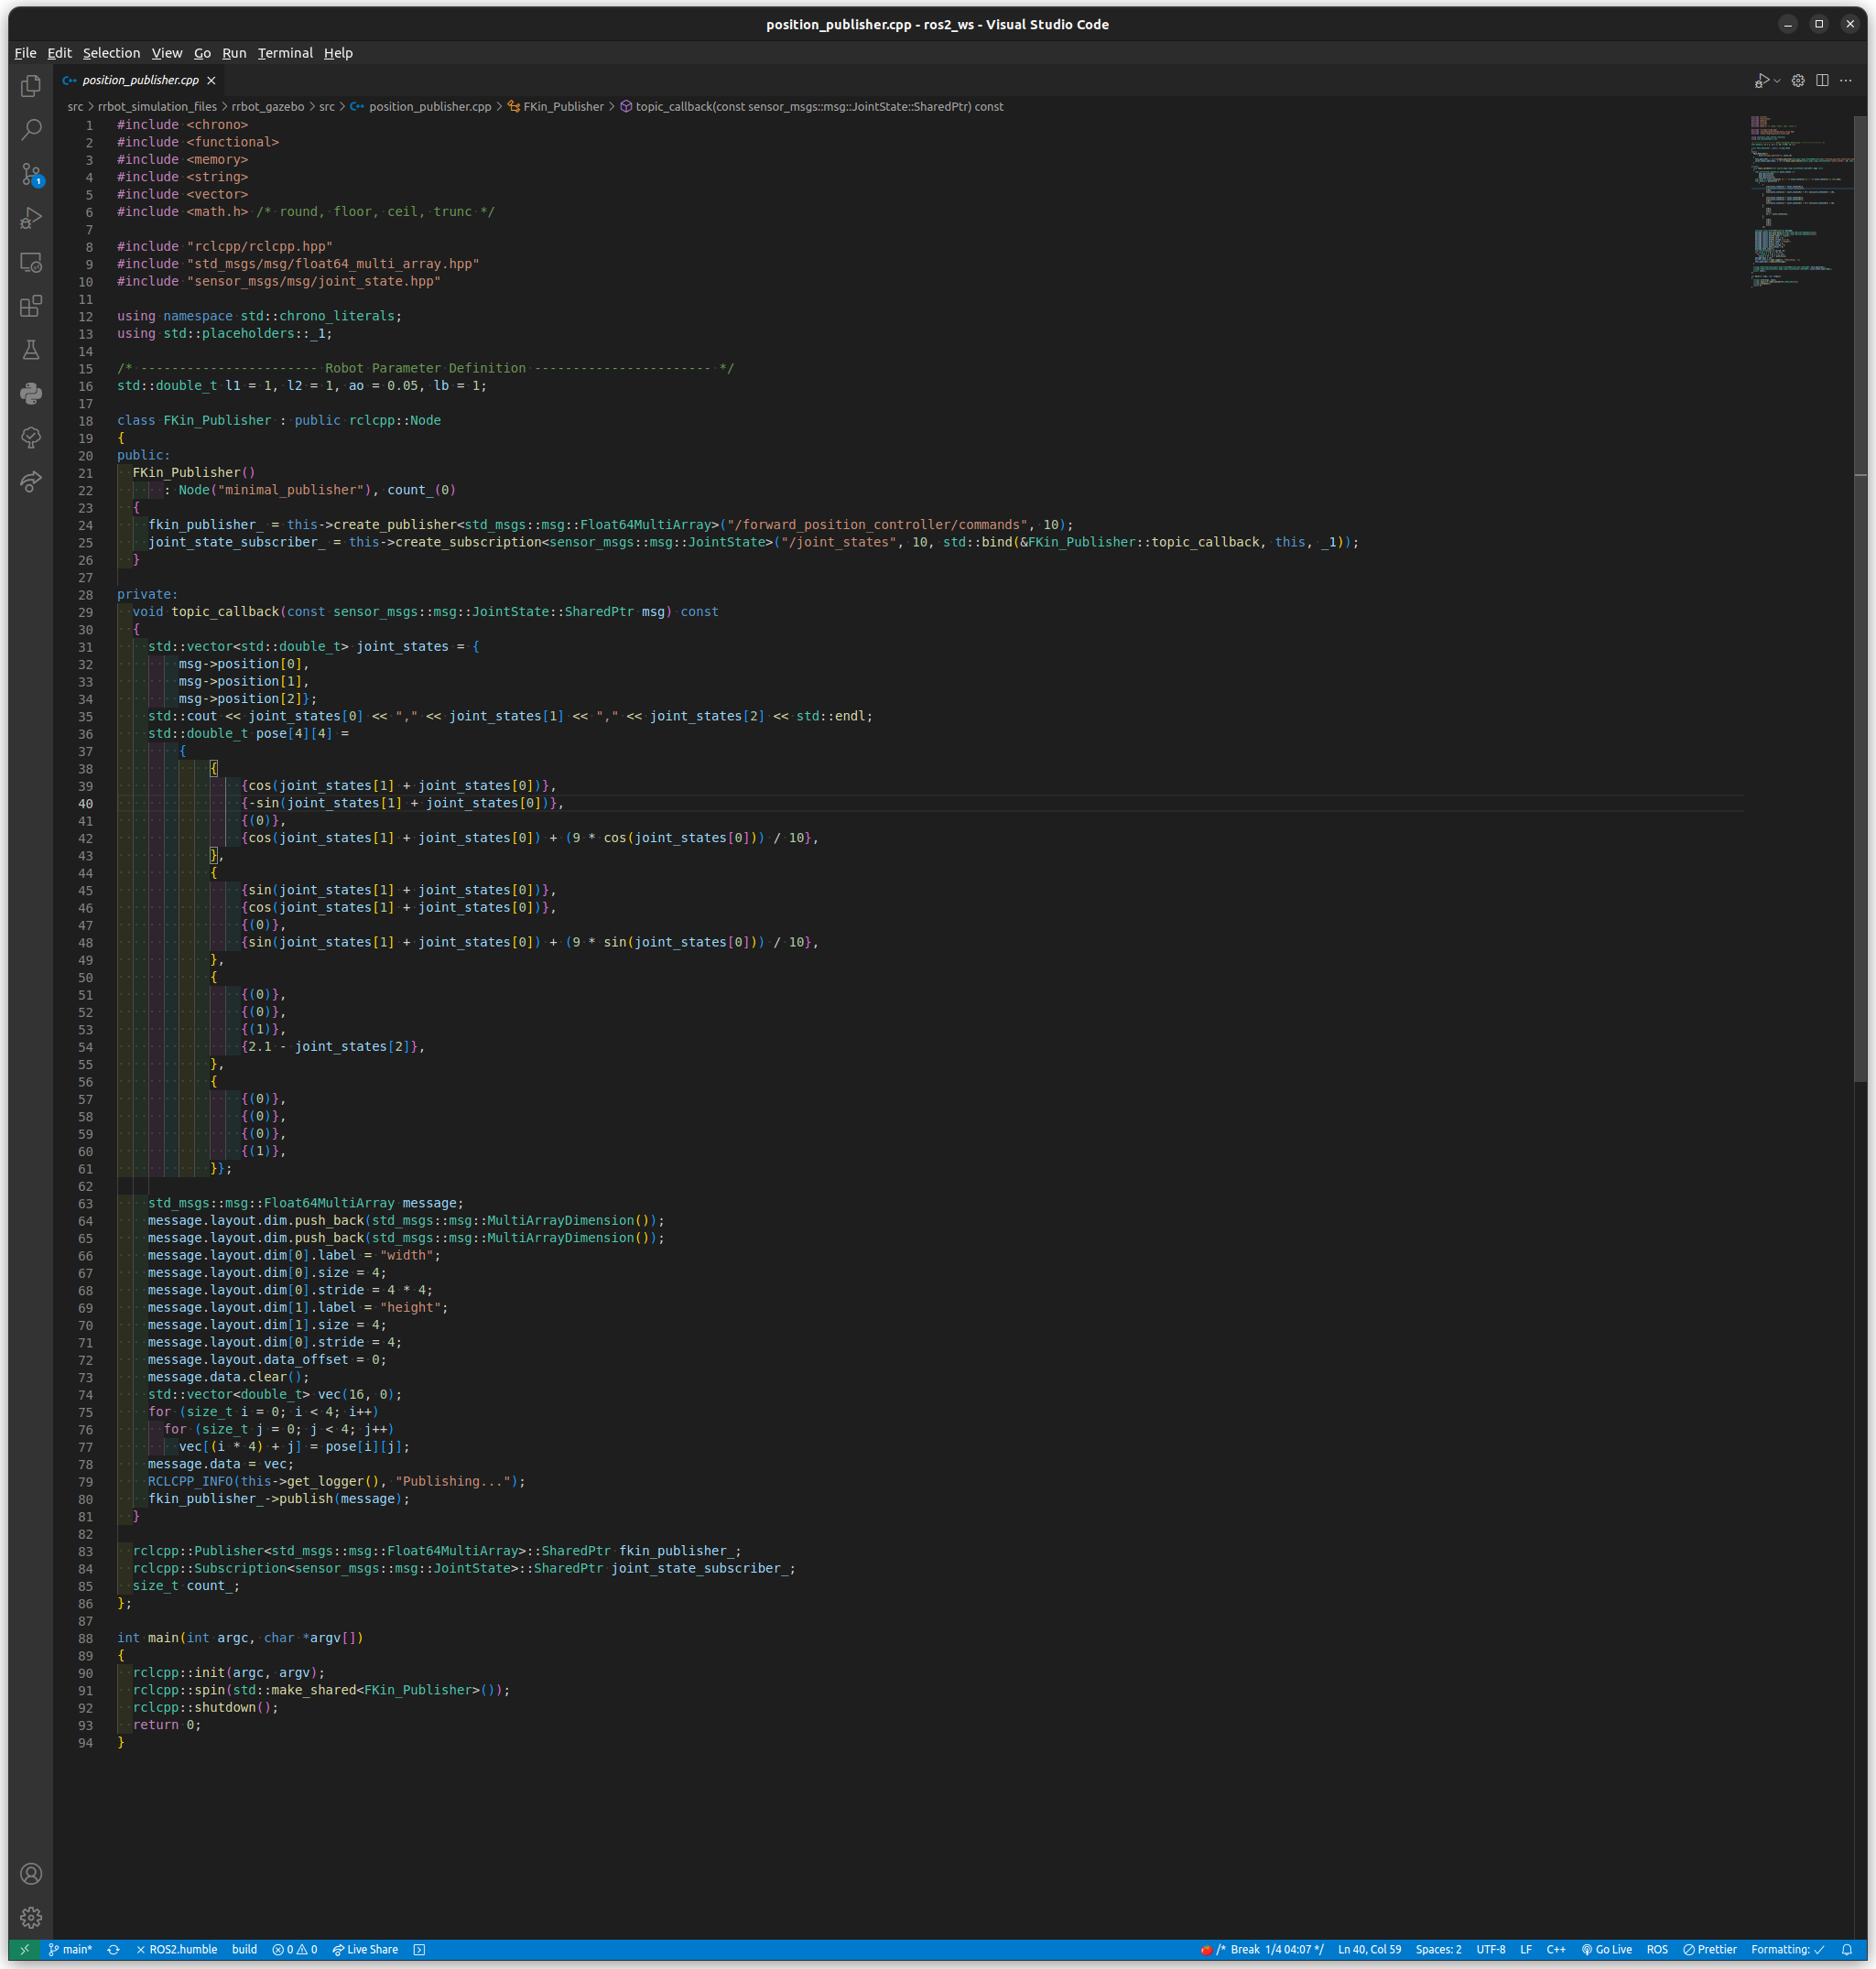 position_publisher.cpp - ros2_ws - Visual Studio Code
File Edit Selection View Go Run Terminal Help
position_publisher.cpp
src > rrbot_simulation_files > rrbot_gazebo > src > position_publisher.cpp > FKin_Publisher > topic_callback(const sensor_msgs::msg::JointState::SharedPtr) const
1 #include <chrono>
2 #include <functional>
3 #include <memory>
4 #include <string>
5 #include <vector>
6 #include <math.h> /* round, floor, ceil, trunc */
7
8 #include "rclcpp/rclcpp.hpp"
9 #include "std_msgs/msg/float64_multi_array.hpp"
10 #include "sensor_msgs/msg/joint_state.hpp"
11
12 using namespace std::chrono_literals;
13 using std::placeholders::_1;
14
15 /* ----------------------- Robot Parameter Definition ----------------------- */
16 std::double_t l1 = 1, l2 = 1, ao = 0.05, lb = 1;
17
18 class FKin_Publisher : public rclcpp::Node
19 {
20 public:
21 FKin_Publisher()
22 : Node("minimal_publisher"), count_(0)
23 {
24 fkin_publisher_ = this->create_publisher<std_msgs::msg::Float64MultiArray>("/forward_position_controller/commands", 10);
25 joint_state_subscriber_ = this->create_subscription<sensor_msgs::msg::JointState>("/joint_states", 10, std::bind(&FKin_Publisher::topic_callback, this, _1));
26 }
27
28 private:
29 void topic_callback(const sensor_msgs::msg::JointState::SharedPtr msg) const
30 {
31 std::vector<std::double_t> joint_states = {
32 msg->position[0],
33 msg->position[1],
34 msg->position[2]};
35 std::cout << joint_states[0] << "," << joint_states[1] << "," << joint_states[2] << std::endl;
36 std::double_t pose[4][4] =
37 {
38 {
39 {cos(joint_states[1] + joint_states[0])},
40 {-sin(joint_states[1] + joint_states[0])},
41 {(0)},
42 {cos(joint_states[1] + joint_states[0]) + (9 * cos(joint_states[0])) / 10},
43 },
44 {
45 {sin(joint_states[1] + joint_states[0])},
46 {cos(joint_states[1] + joint_states[0])},
47 {(0)},
48 {sin(joint_states[1] + joint_states[0]) + (9 * sin(joint_states[0])) / 10},
49 },
50 {
51 {(0)},
52 {(0)},
53 {(1)},
54 {2.1 - joint_states[2]},
55 },
56 {
57 {(0)},
58 {(0)},
59 {(0)},
60 {(1)},
61 }};
62
63 std_msgs::msg::Float64MultiArray message;
64 message.layout.dim.push_back(std_msgs::msg::MultiArrayDimension());
65 message.layout.dim.push_back(std_msgs::msg::MultiArrayDimension());
66 message.layout.dim[0].label = "width";
67 message.layout.dim[0].size = 4;
68 message.layout.dim[0].stride = 4 * 4;
69 message.layout.dim[1].label = "height";
70 message.layout.dim[1].size = 4;
71 message.layout.dim[0].stride = 4;
72 message.layout.data_offset = 0;
73 message.data.clear();
74 std::vector<double_t> vec(16, 0);
75 for (size_t i = 0; i < 4; i++)
76 for (size_t j = 0; j < 4; j++)
77 vec[(i * 4) + j] = pose[i][j];
78 message.data = vec;
79 RCLCPP_INFO(this->get_logger(), "Publishing...");
80 fkin_publisher_->publish(message);
81 }
82
83 rclcpp::Publisher<std_msgs::msg::Float64MultiArray>::SharedPtr fkin_publisher_;
84 rclcpp::Subscription<sensor_msgs::msg::JointState>::SharedPtr joint_state_subscriber_;
85 size_t count_;
86 };
87
88 int main(int argc, char *argv[])
89 {
90 rclcpp::init(argc, argv);
91 rclcpp::spin(std::make_shared<FKin_Publisher>());
92 rclcpp::shutdown();
93 return 0;
94 }
main* ROS2.humble build 0 0 Live Share /* Break 1/4 04:07 */ Ln 40, Col 59 Spaces: 2 UTF-8 LF C++ Go Live ROS Prettier Formatting: ✓